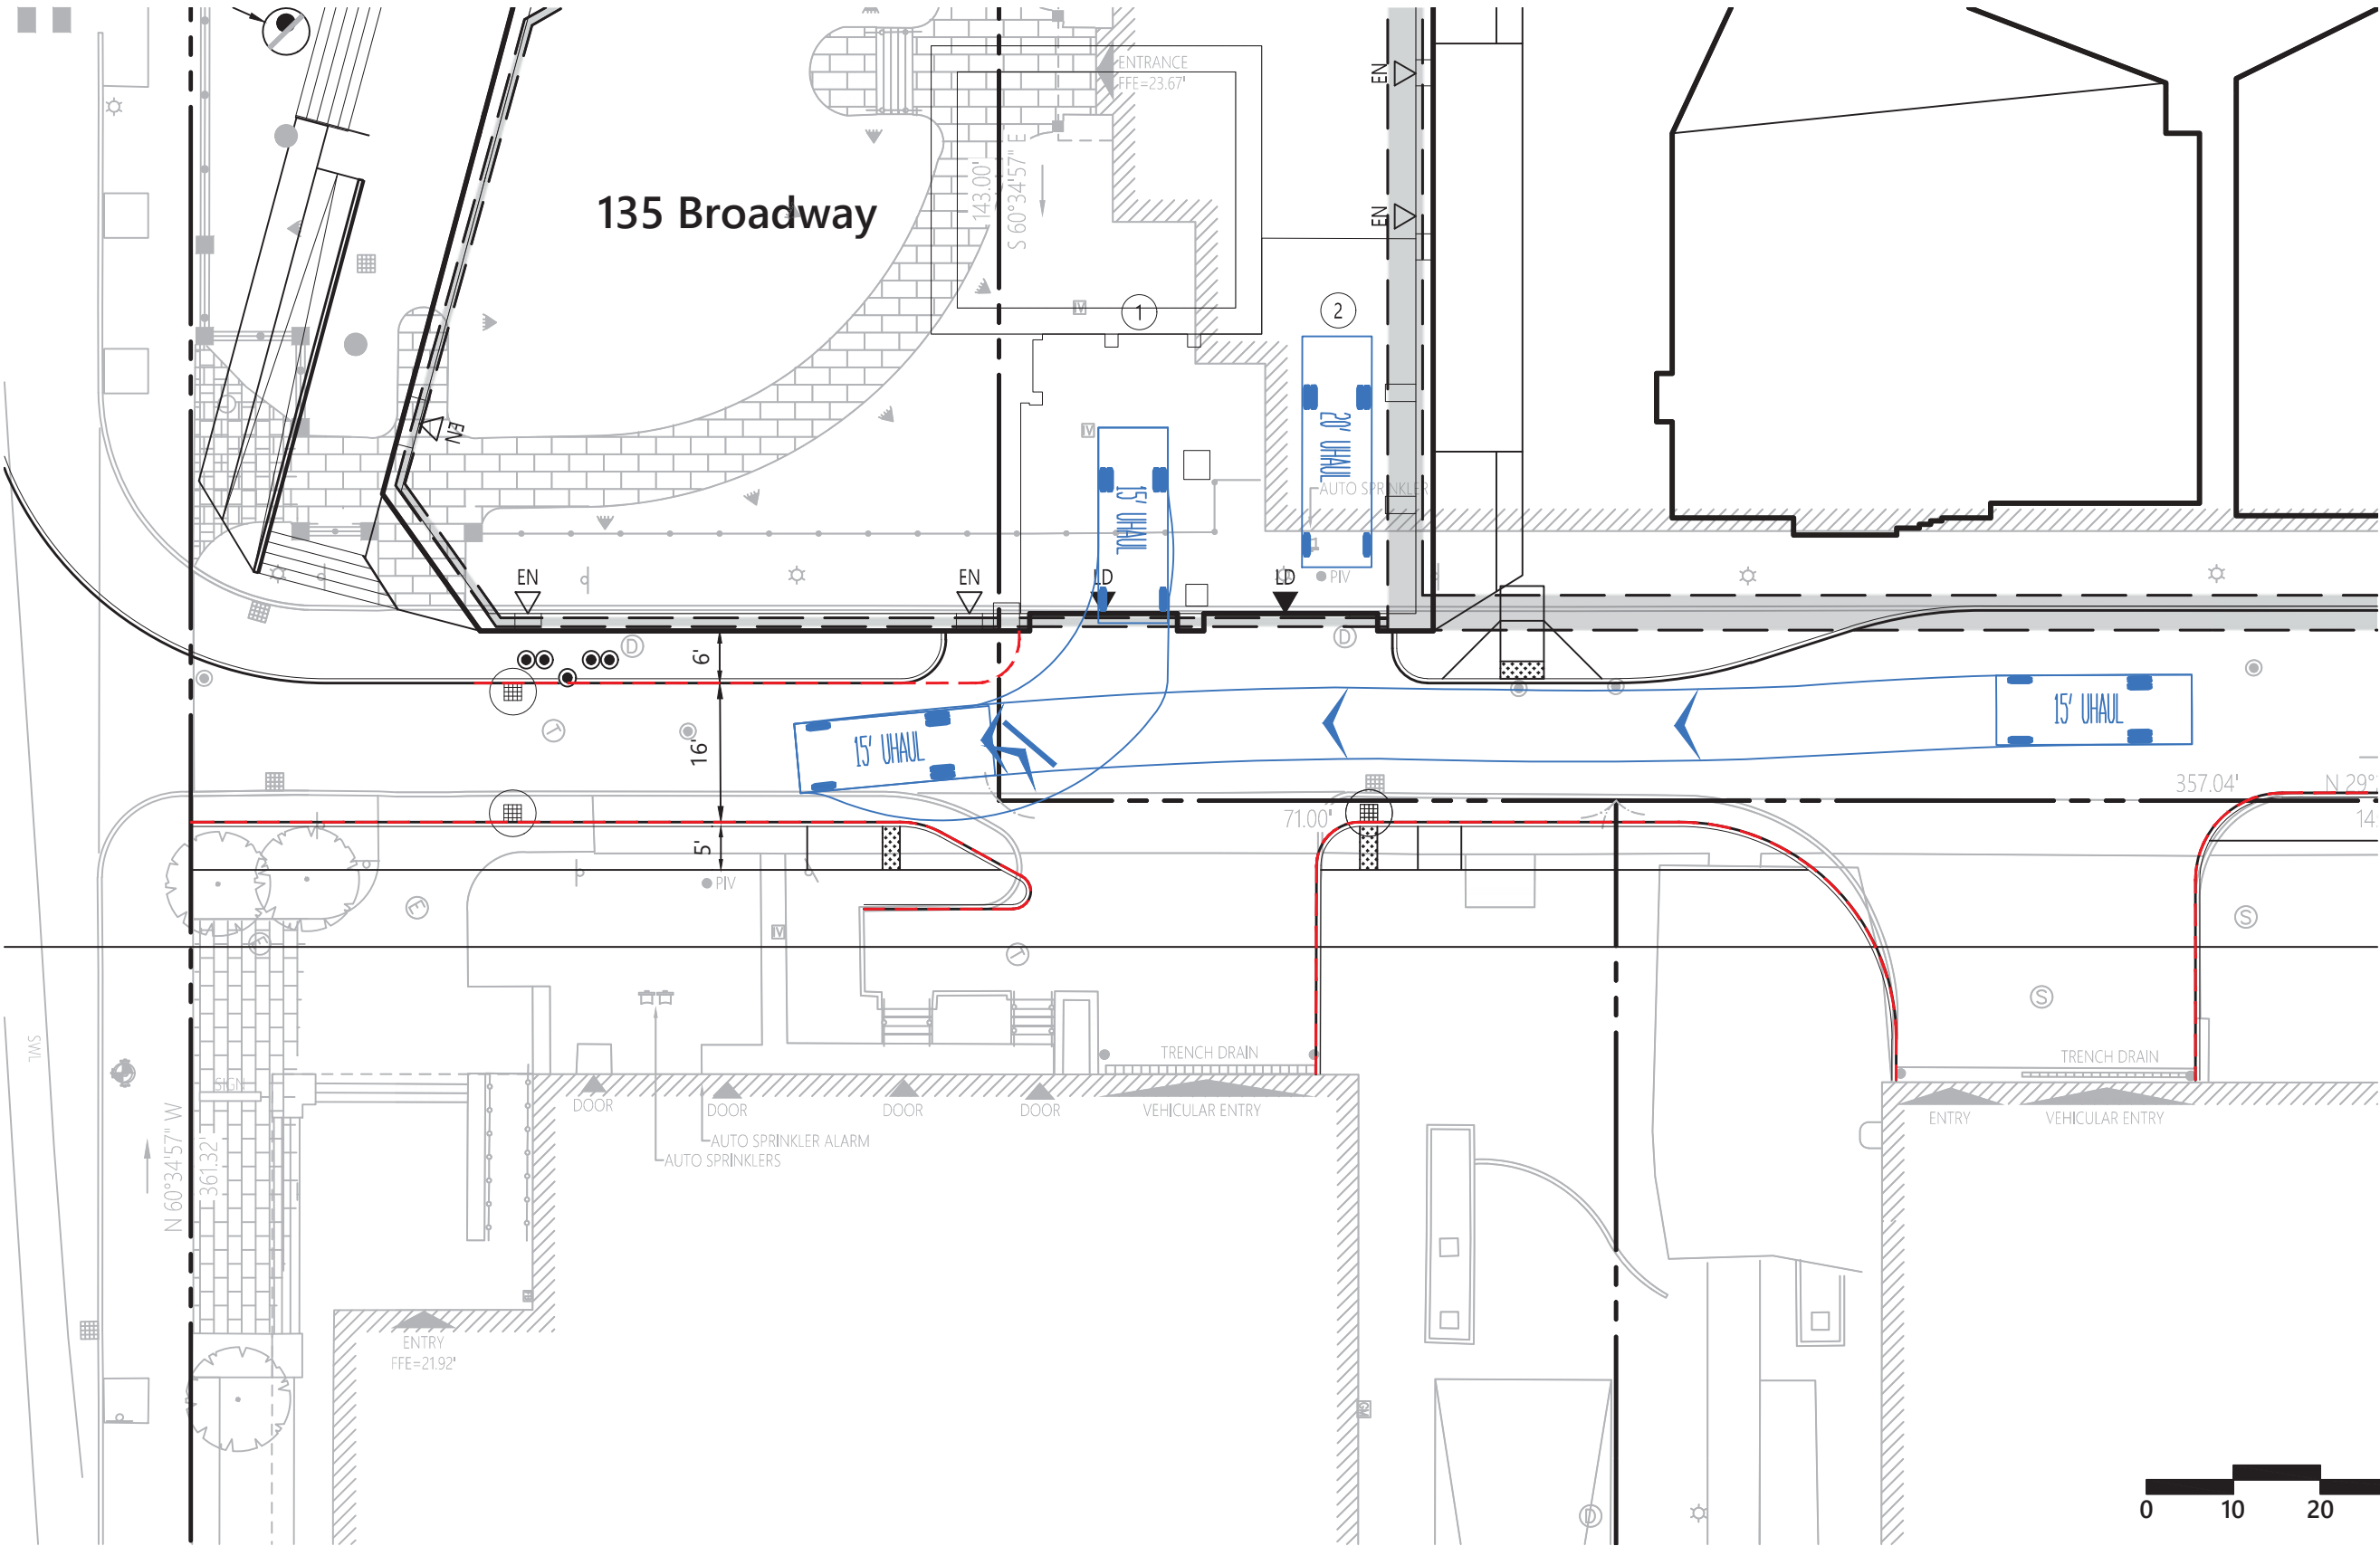 ENTRANCE
FFE=23.67'
EN
135 Broadway
143.00'
S 60°34'57" E
EN
1
2
20' UHAUL
EN
15' UHAUL
AUTO SPRINKLER
EN
EN
LD
LD
PIV
D
D
6'
15' UHAUL
T
16'
15' UHAUL
357.04'
N 29°
71.00'
14.
5'
PIV
E
E
S
T
S
SWL
TRENCH DRAIN
TRENCH DRAIN
SIGN
DOOR
DOOR
DOOR
DOOR
VEHICULAR ENTRY
ENTRY
VEHICULAR ENTRY
N 60°34'57" W
361.32'
AUTO SPRINKLER ALARM
AUTO SPRINKLERS
ENTRY
FFE=21.92'
GM
D
0 10 20